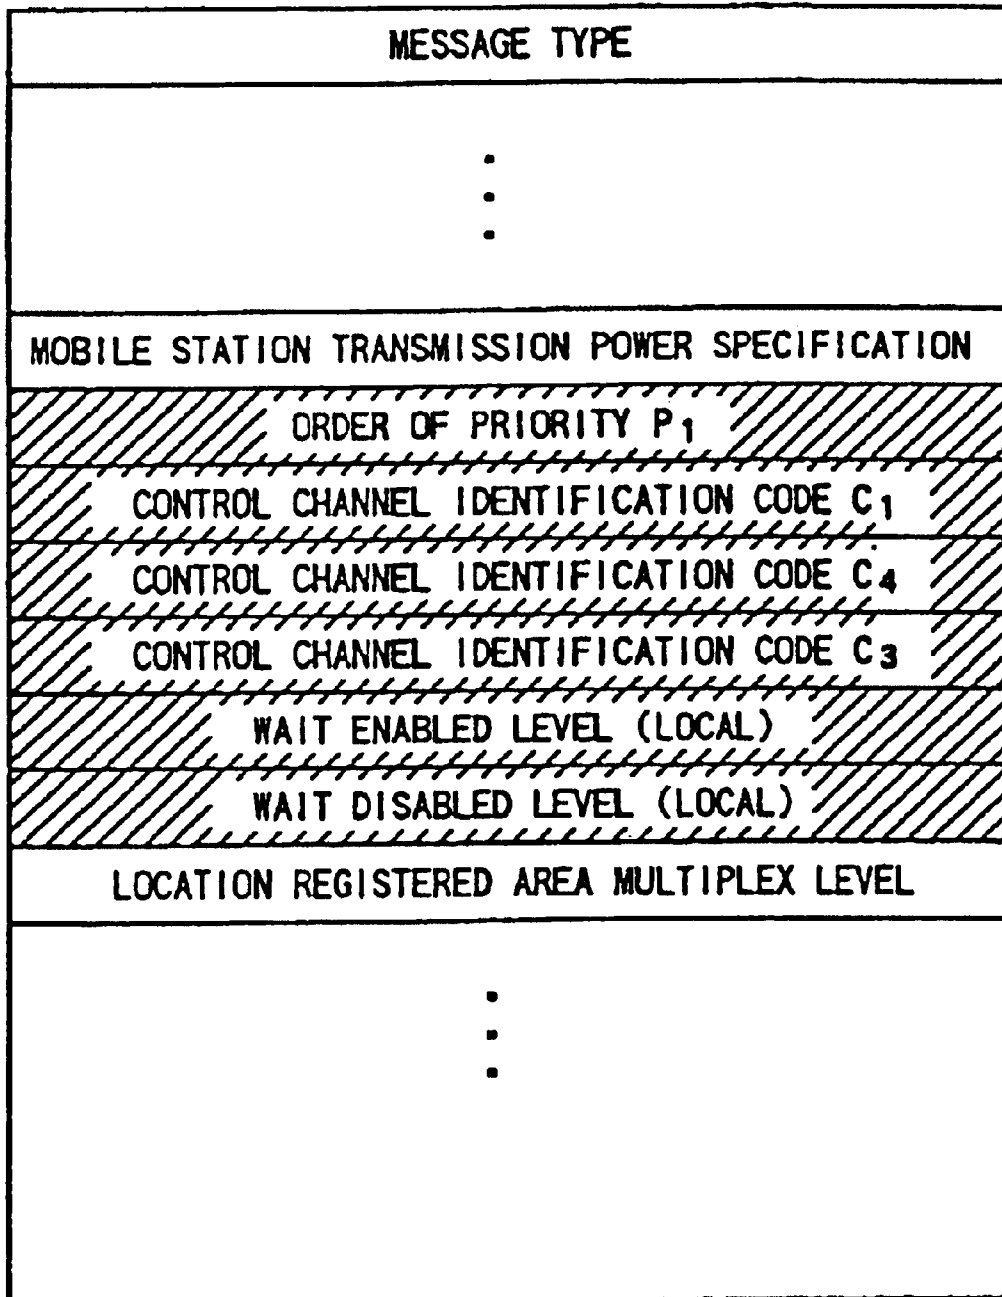 MESSAGE TYPE
MOBILE STATION TRANSMISSION POWER SPECIFICATION
ORDER OF PRIORITY P1
CONTROL CHANNEL IDENTIFICATION CODE C1
CONTROL CHANNEL IDENTIFICATION CODE C4
CONTROL CHANNEL IDENTIFICATION CODE C3
WAIT ENABLED LEVEL (LOCAL)
WAIT DISABLED LEVEL (LOCAL)
LOCATION REGISTERED AREA MULTIPLEX LEVEL